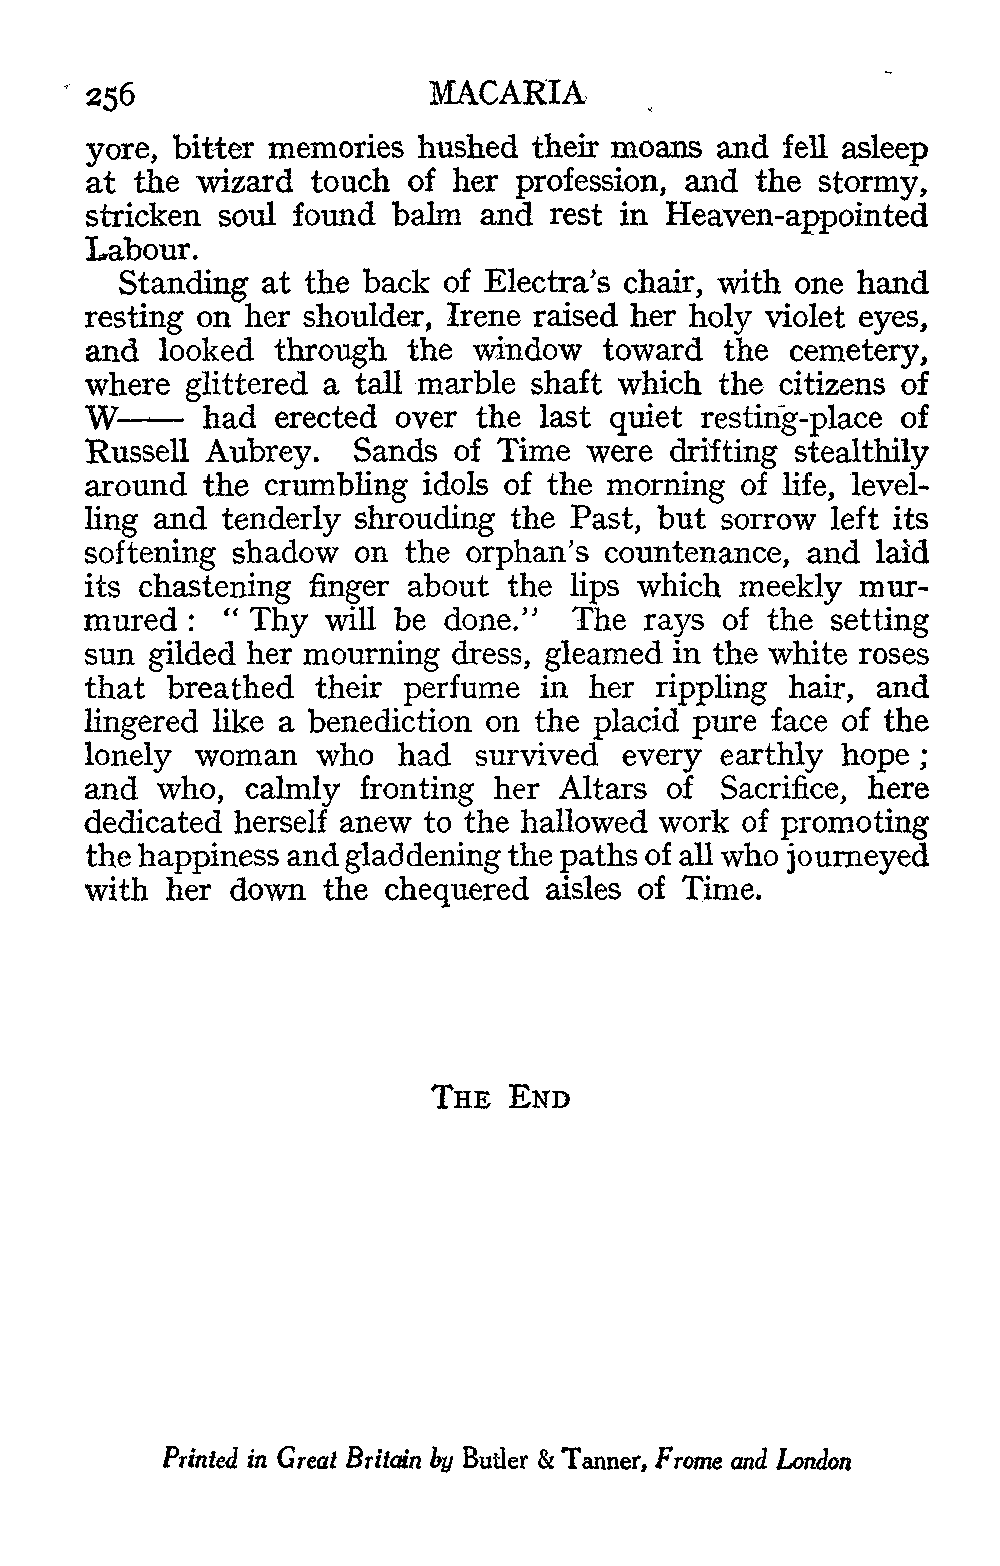 256 MACARIA
yore, bitter memories hushed their moans and fell asleep
at the wizard touch of her profession, and the stormy,
stricken soul found balm and rest in Heaven-appointed
Labour.
Standing at the back of Electra's chair, with one hand
resting on her shoulder, Irene raised her holy violet eyes,
and looked through the window toward the cemetery,
where glittered a tall marble shaft which the citizens of
W—— had erected over the last quiet resting-place of
Russell Aubrey. Sands of Time were drifting stealthily
around the crumbling idols of the morning of life, level-
ling and tenderly shrouding the Past, but sorrow left its
softening shadow on the orphan's countenance, and laid
its chastening finger about the lips which meekly mur-
mured : “ Thy will be done.” The rays of the setting
sun gilded her mourning dress, gleamed in the white roses
that breathed their perfume in her rippling hair, and
lingered like a benediction on the placid pure face of the
lonely woman who had survived every earthly hope ;
and who, calmly fronting her Altars of Sacrifice, here
dedicated herself anew to the hallowed work of promoting
the happiness and gladdening the paths of all who journeyed
with her down the chequered aisles of Time.
THE END
Printed in Great Britain by Butler & Tanner, Frome and London